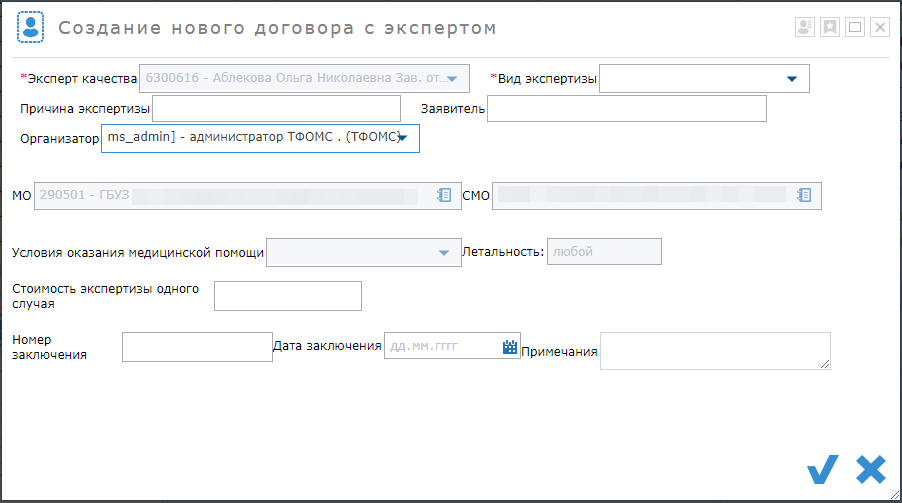 Создание нового договора с экспертом
*Эксперт качества 6300616 - Аблекова Ольга Николаевна Зав. от... *Вид экспертизы
Причина экспертизы Заявитель
Организатор ms_admin] - администратор ТФОМС . (ТФОМС)
МО 290501 - ГБУЗ СМО
Условия оказания медицинской помощи Летальность: любой
Стоимость экспертизы одного
случая
Номер
заключения Дата заключения дд.мм.гггг Примечания